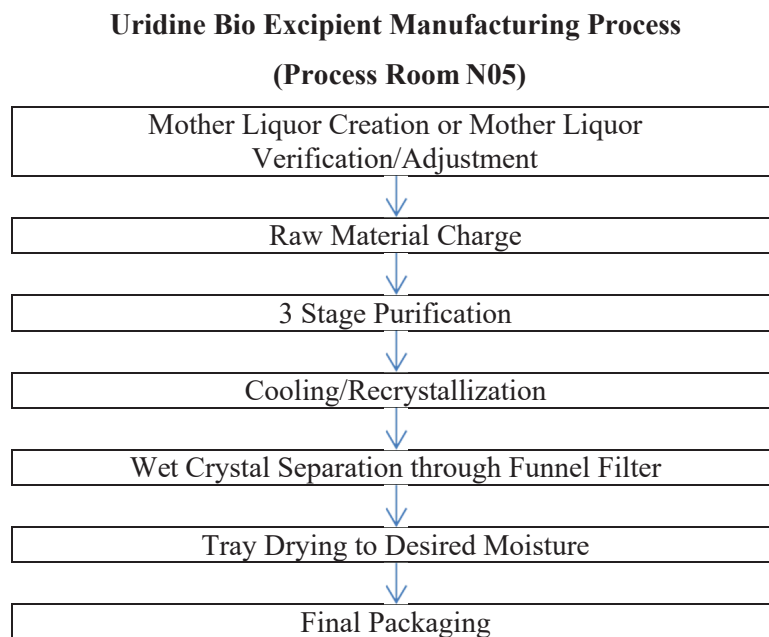 Uridine Bio Excipient Manufacturing Process
(Process Room N05)
Mother Liquor Creation or Mother Liquor
Verification/Adjustment
Raw Material Charge
3 Stage Purification
Cooling/Recrystallization
Wet Crystal Separation through Funnel Filter
Tray Drying to Desired Moisture
Final Packaging